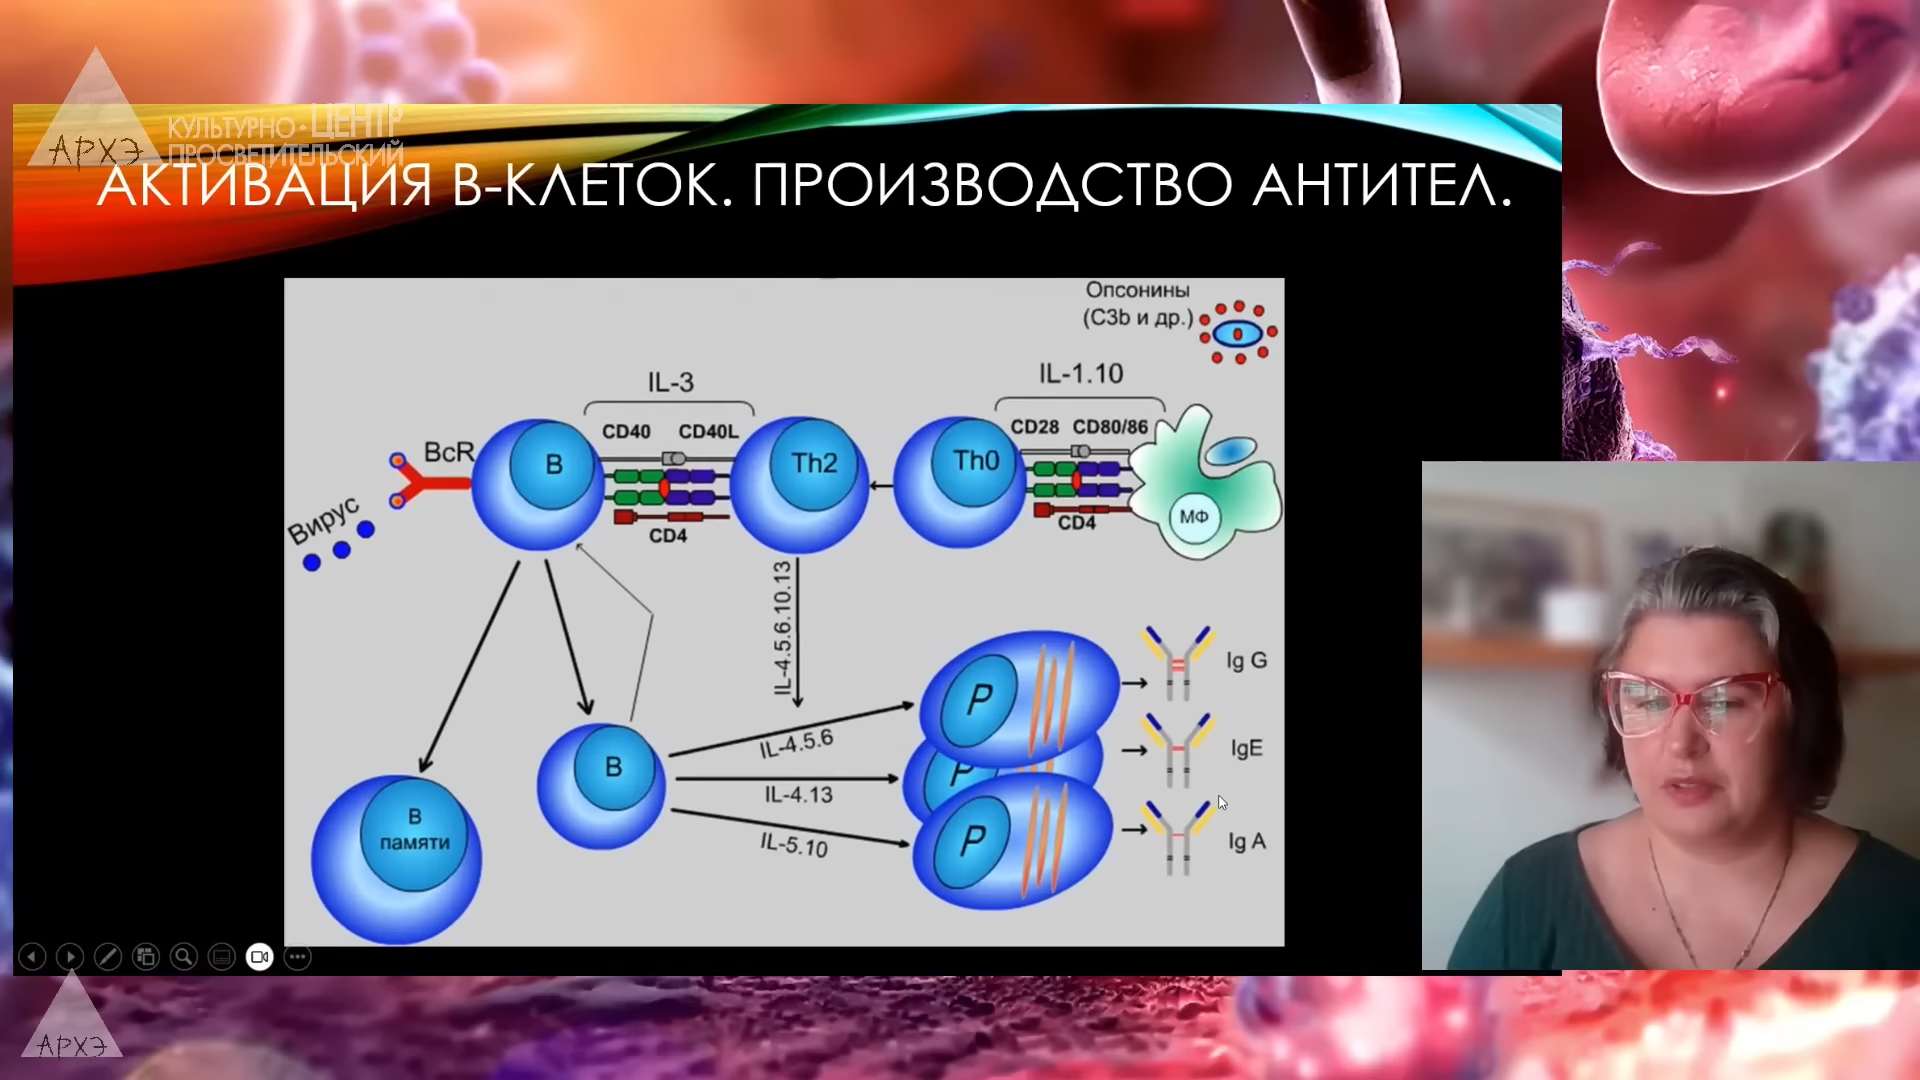 АРХЭ
КУЛЬТУРНО-ЦЕНТР
ПРОСВЕТИТЕЛЬСКИЙ
АКТИВАЦИЯ В-КЛЕТОК. ПРОИЗВОДСТВО АНТИТЕЛ.
Опсонины
(C3b и др.)
IL-3
IL-1.10
CD40 CD40L
CD28 CD80/86
BcR
В
Th2
Th0
МФ
Вирус
CD4
CD4
IL-4.5.6.10.13
P
Ig G
IL-4.5.6
В
P
IgE
IL-4.13
В
памяти
IL-5.10
P
Ig A
АРХЭ